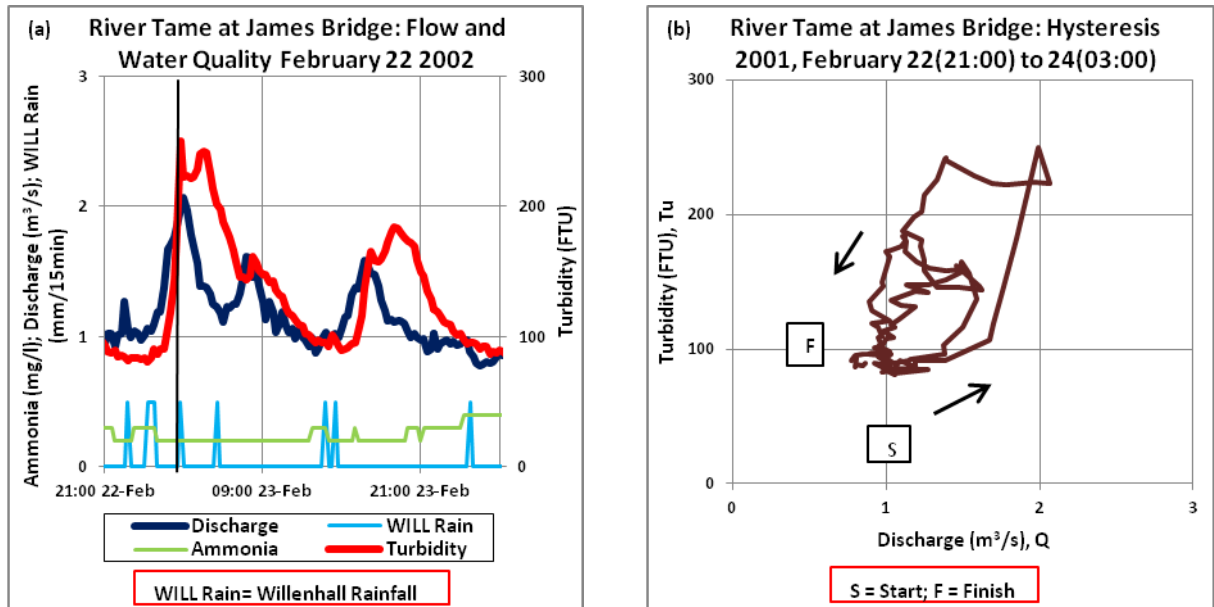 (a) River Tame at James Bridge: Flow and
Water Quality February 22 2002
Ammonia (mg/l); Discharge (m³/s); WILL Rain
(mm/15min)
3
2
1
0
300
200
100
0
Turbidity (FTU)
21:00 22-Feb 09:00 23-Feb 21:00 23-Feb
Discharge WILL Rain
Ammonia Turbidity
WILL Rain= Willenhall Rainfall
(b) River Tame at James Bridge: Hysteresis
2001, February 22(21:00) to 24(03:00)
Turbidity (FTU), Tu
300
200
100
0
F
S
0 1 2 3
Discharge (m³/s), Q
S = Start; F = Finish